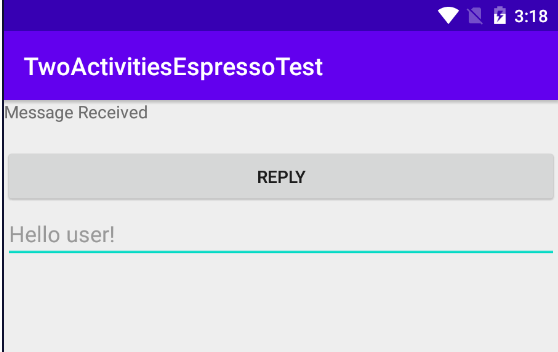 3:18
TwoActivitiesEspressoTest
Message Received
REPLY
Hello user!